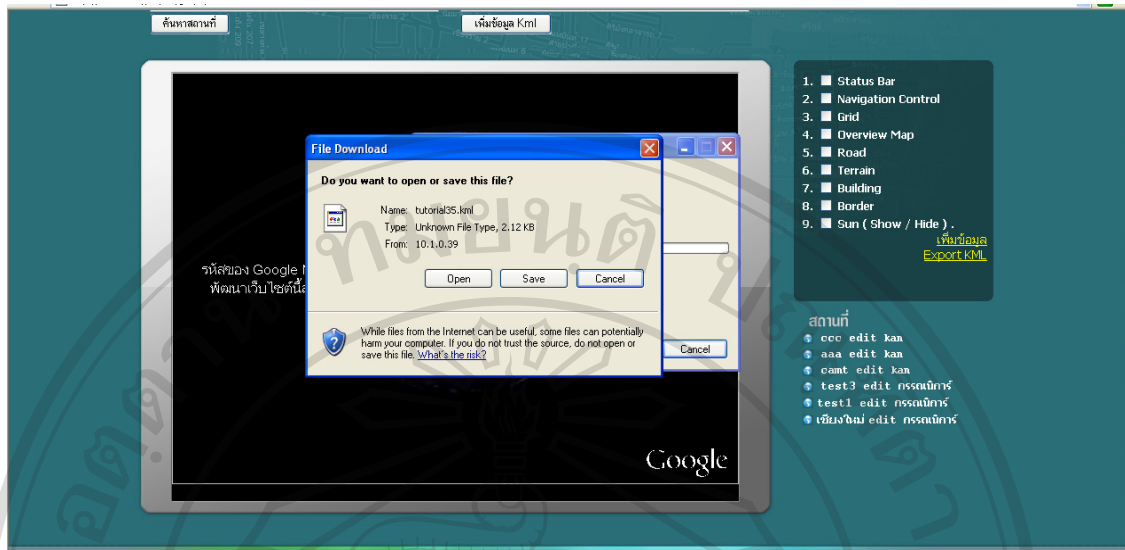 ค้นหาสถานที่
เพิ่มข้อมูล Kml
File Download
Do you want to open or save this file?
Name: tutorial35.kml
Type: Unknown File Type, 2.12 KB
From: 10.1.0.39
Open Save Cancel
While files from the Internet can be useful, some files can potentially
harm your computer. If you do not trust the source, do not open or
save this file. What's the risk?
Cancel
รหัสของ Google
พัฒนาเว็บไซต์นี้
Google
1. Status Bar
2. Navigation Control
3. Grid
4. Overview Map
5. Road
6. Terrain
7. Building
8. Border
9. Sun ( Show / Hide ) .
เพิ่มข้อมูล
Export KML
สถานที่
ccc edit kan
aaa edit kan
camt edit kan
test3 edit กรรณิการ์
test1 edit กรรณิการ์
เชียงใหม่ edit กรรณิการ์